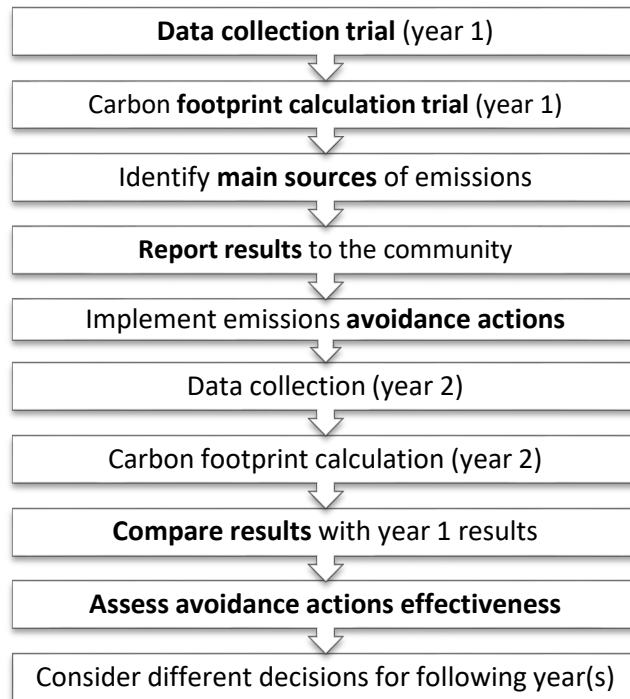 Data collection trial (year 1)
Carbon footprint calculation trial (year 1)
Identify main sources of emissions
Report results to the community
Implement emissions avoidance actions
Data collection (year 2)
Carbon footprint calculation (year 2)
Compare results with year 1 results
Assess avoidance actions effectiveness
Consider different decisions for following year(s)